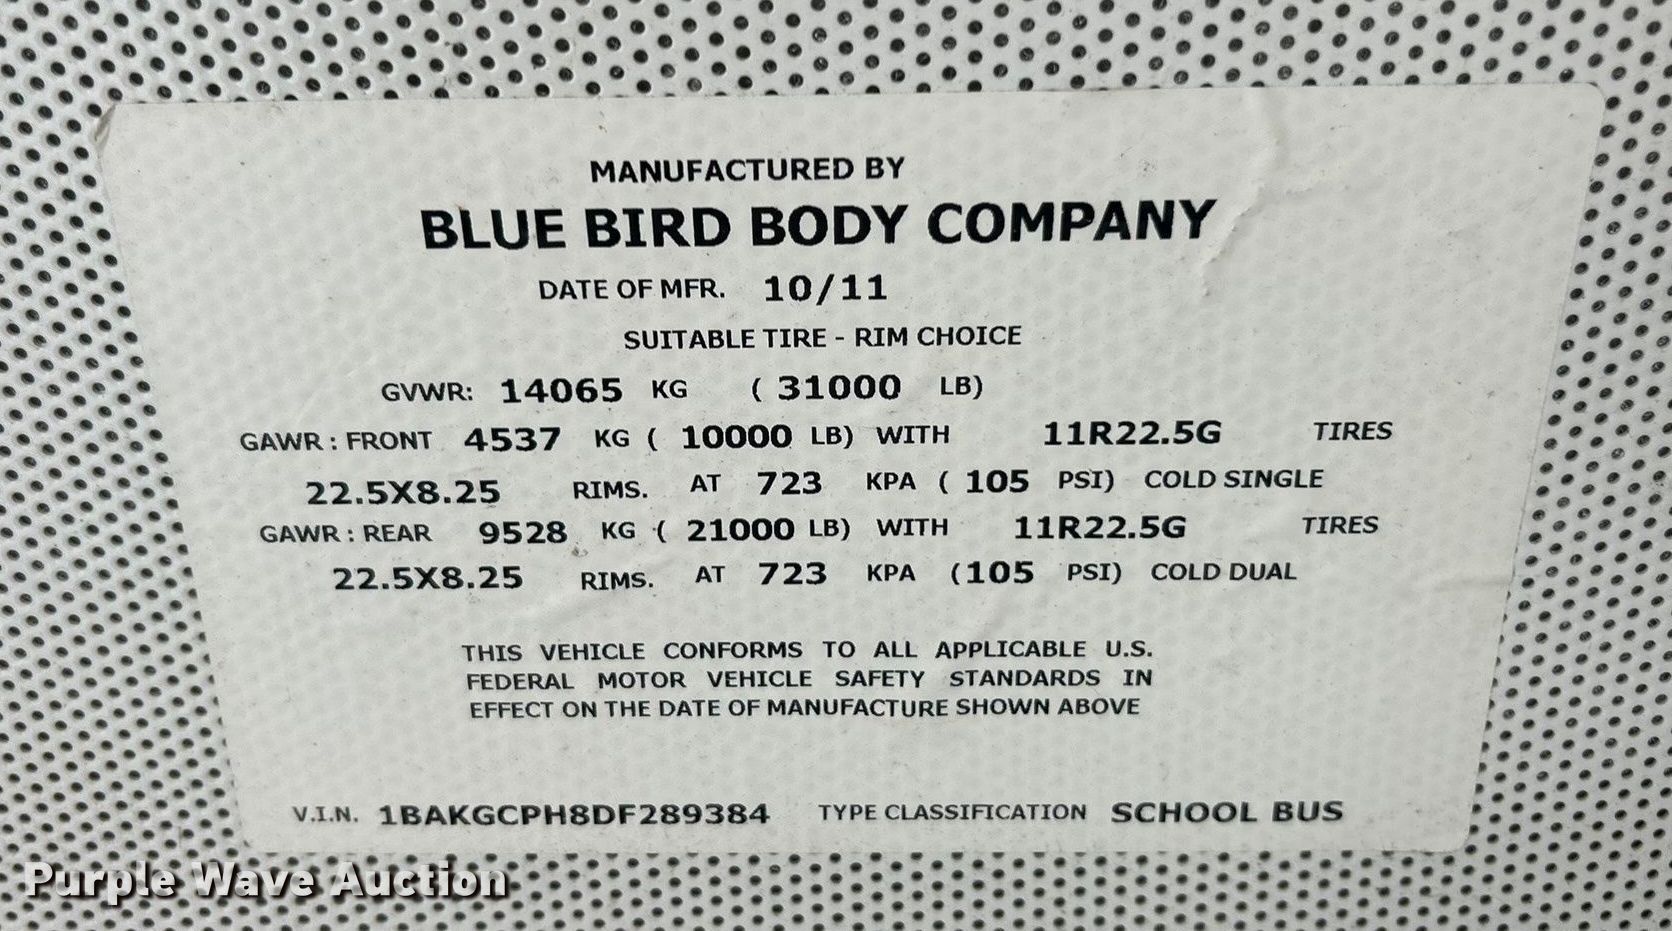 MANUFACTURED BY
BLUE BIRD BODY COMPANY
DATE OF MFR. 10/11
SUITABLE TIRE - RIM CHOICE
GVWR: 14065 KG ( 31000 LB)
GAWR : FRONT 4537 KG ( 10000 LB) WITH 11R22.5G TIRES
22.5X8.25 RIMS. AT 723 KPA ( 105 PSI) COLD SINGLE
GAWR : REAR 9528 KG ( 21000 LB) WITH 11R22.5G TIRES
22.5X8.25 RIMS. AT 723 KPA (105 PSI) COLD DUAL
THIS VEHICLE CONFORMS TO ALL APPLICABLE U.S.
FEDERAL MOTOR VEHICLE SAFETY STANDARDS IN
EFFECT ON THE DATE OF MANUFACTURE SHOWN ABOVE
V.I.N. 1BAKGCPH8DF289384 TYPE CLASSIFICATION SCHOOL BUS
Purple Wave Auction